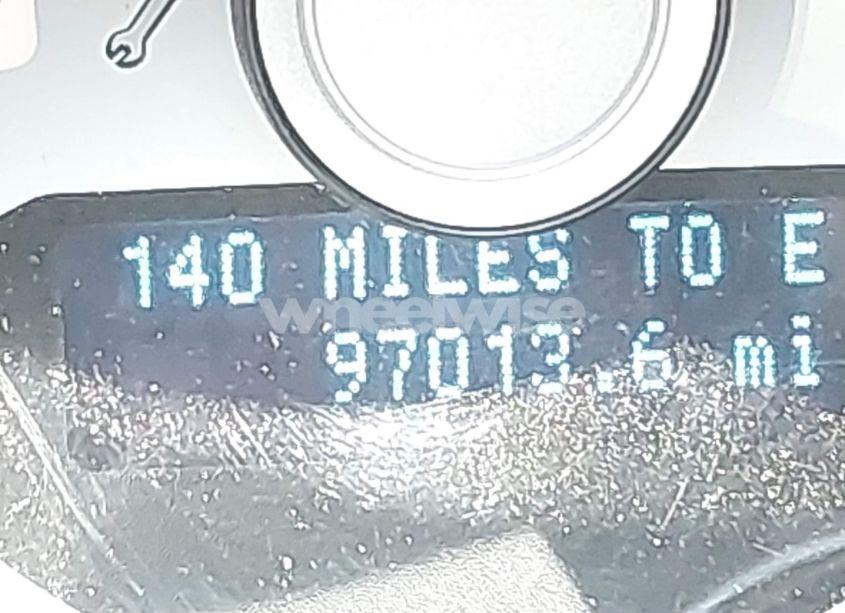 140 MILES TO E
wheelwise
97013.6 mi